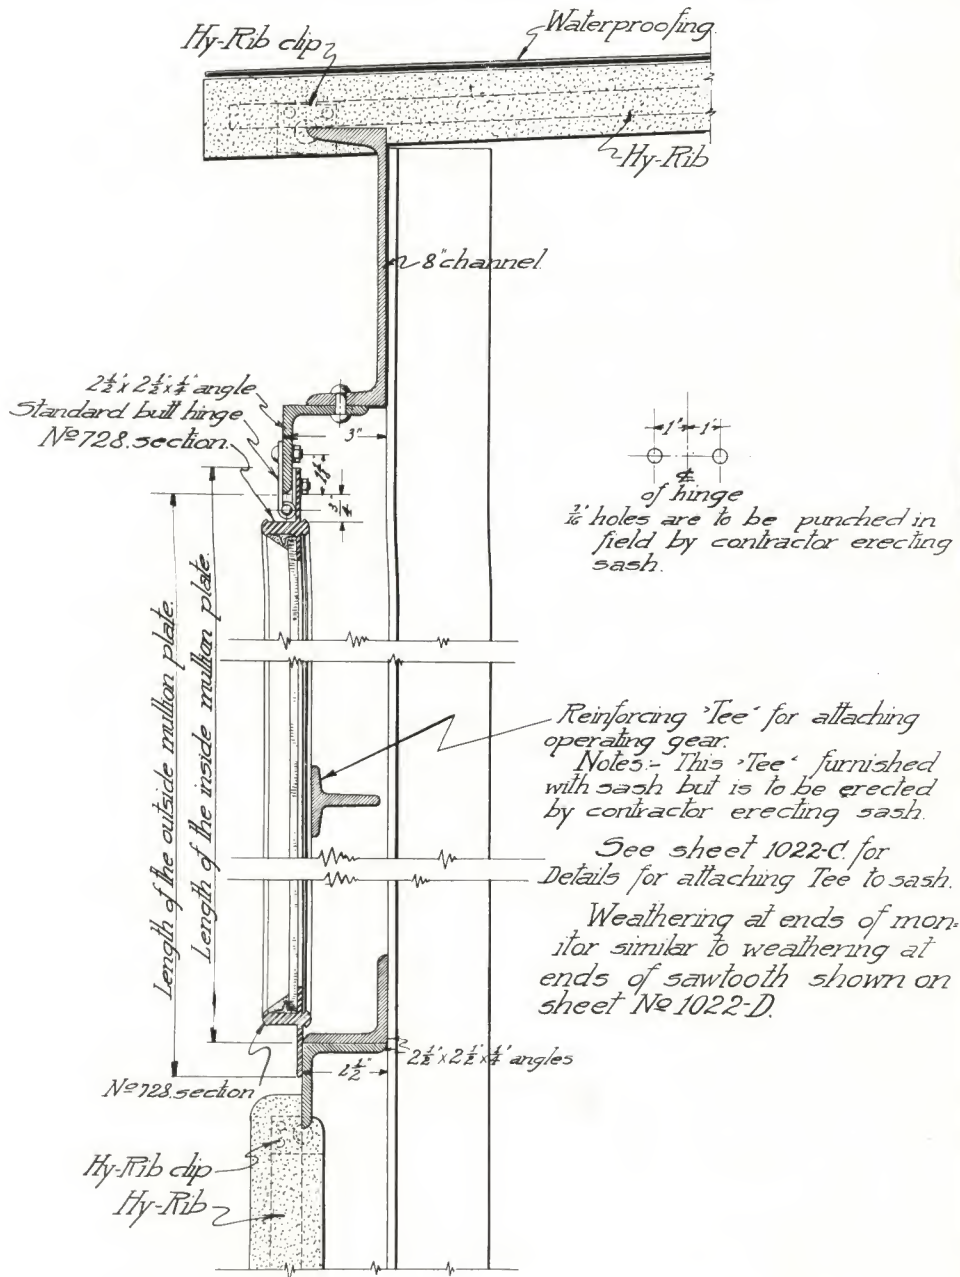 Waterproofing
Hy-Rib clip
Hy-Rib
8" channel.
2½" x 2½" x ¼" angle
Standard butt hinge
No 728. section.
3"
¾"
1" 1"
℄
of hinge
holes are to be punched in
field by contractor erecting
sash.
Length of the outside mullion plate.
Length of the inside mullion plate.
Reinforcing "Tee" for attaching
operating gear.
Notes:- This "Tee" furnished
with sash but is to be erected
by contractor erecting sash.
See sheet 1022-C. for
Details for attaching Tee to sash.
Weathering at ends of mon=
itor similar to weathering at
ends of sawtooth shown on
sheet No 1022-D.
2½" x 2½" x ¼" angles
No 728. section
Hy-Rib clip
Hy-Rib